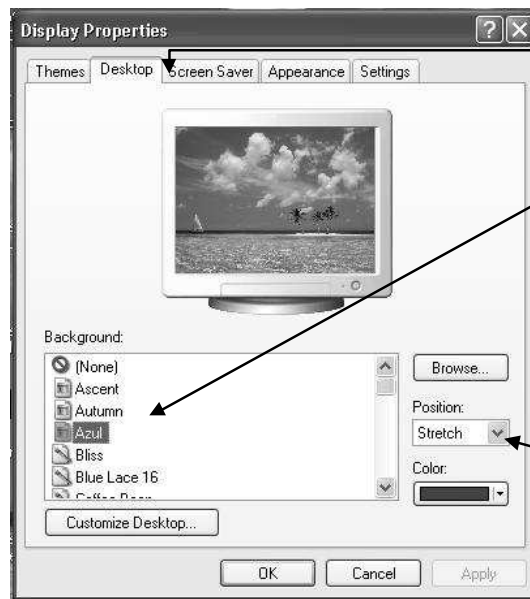 Display Properties
Themes Desktop Screen Saver Appearance Settings
Background:
(None)
Ascent
Autumn
Azul
Bliss
Blue Lace 16
Browse...
Position:
Stretch
Color:
Customize Desktop...
OK Cancel Apply